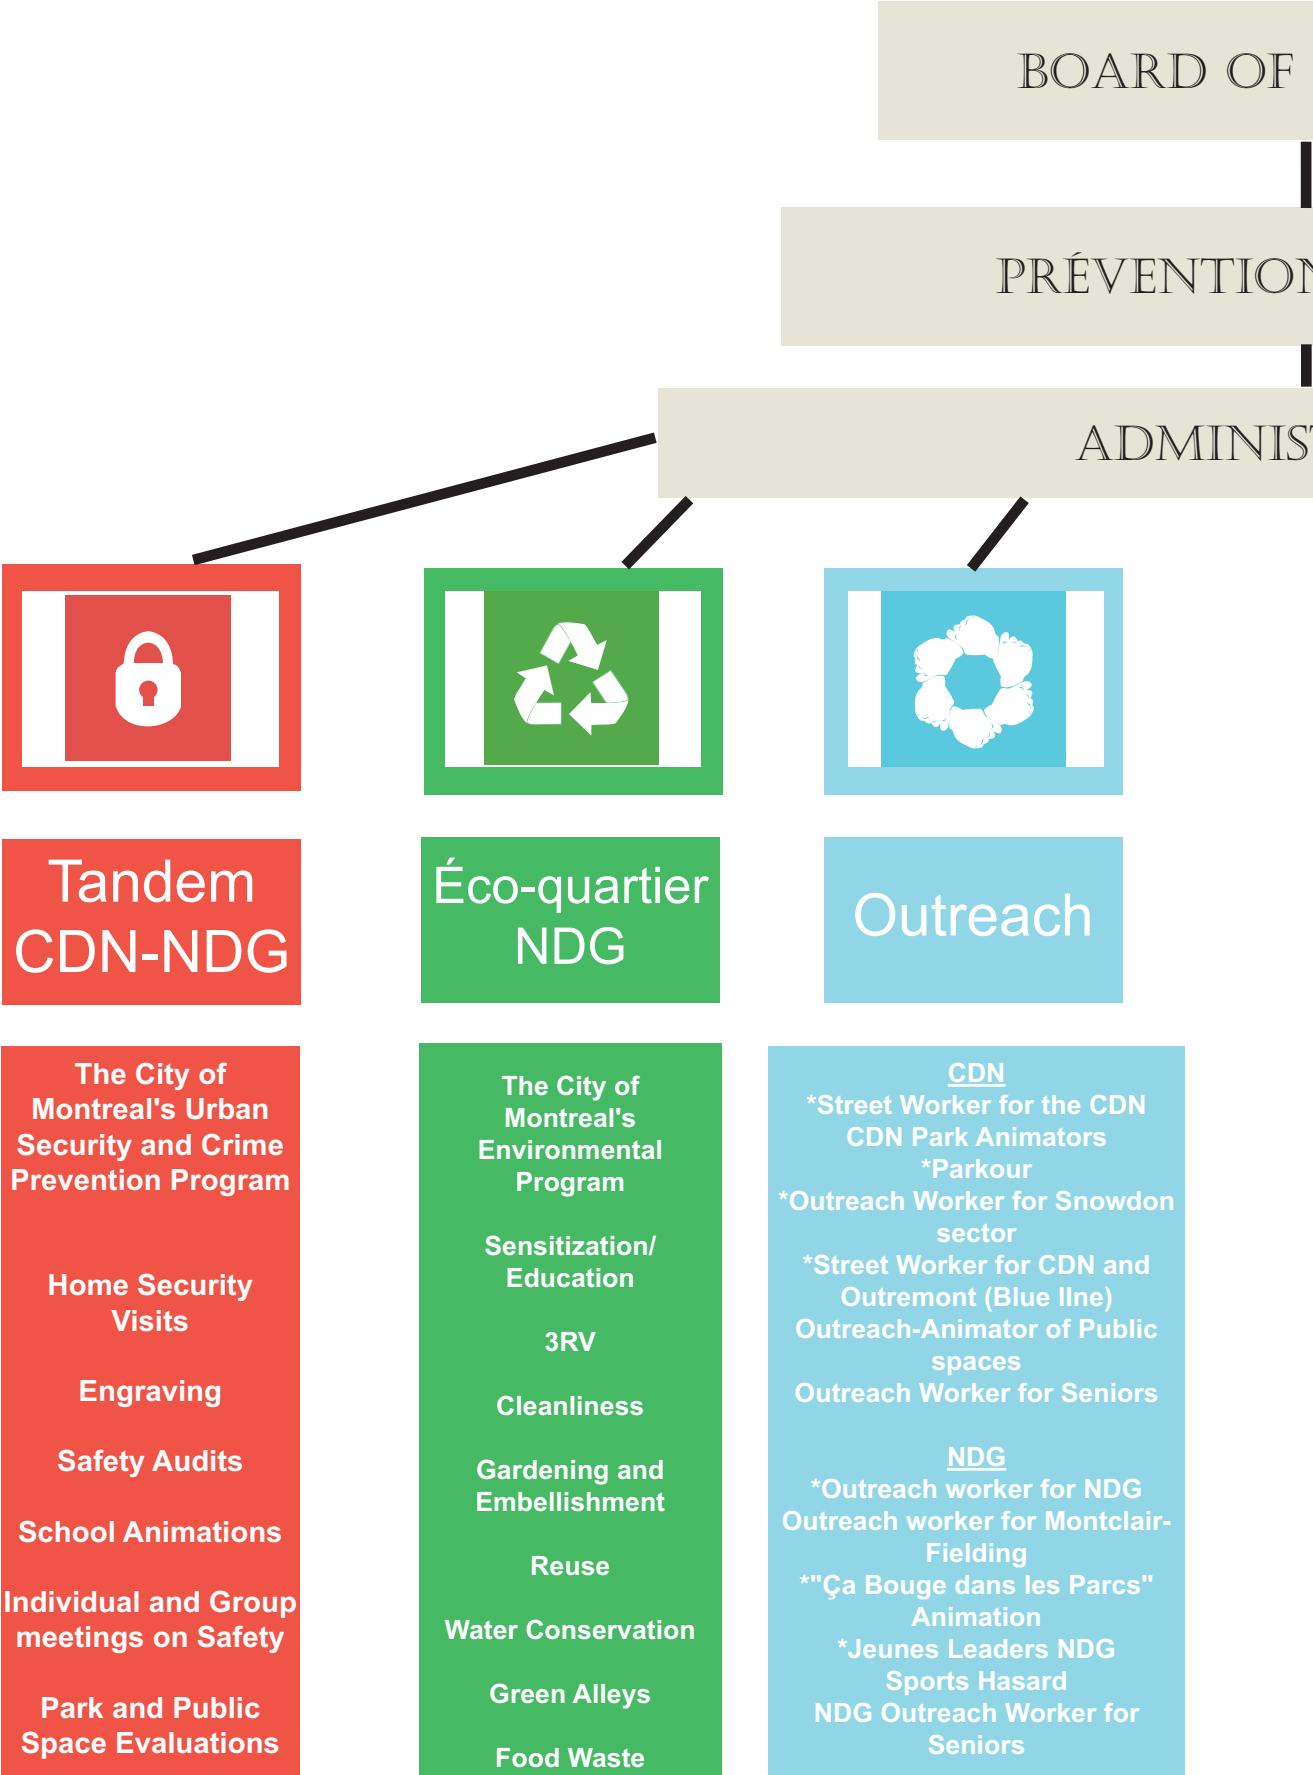 BOARD OF
PRÉVENTION
ADMINIST
Tandem
CDN-NDG
The City of
Montreal's Urban
Security and Crime
Prevention Program
Home Security
Visits
Engraving
Safety Audits
School Animations
Individual and Group
meetings on Safety
Park and Public
Space Evaluations
Éco-quartier
NDG
The City of
Montreal's
Environmental
Program
Sensitization/
Education
3RV
Cleanliness
Gardening and
Embellishment
Reuse
Water Conservation
Green Alleys
Food Waste
Outreach
CDN
*Street Worker for the CDN
CDN Park Animators
*Parkour
*Outreach Worker for Snowdon
sector
*Street Worker for CDN and
Outremont (Blue lIne)
Outreach-Animator of Public
spaces
Outreach Worker for Seniors
NDG
*Outreach worker for NDG
Outreach worker for Montclair-
Fielding
*"Ça Bouge dans les Parcs"
Animation
*Jeunes Leaders NDG
Sports Hasard
NDG Outreach Worker for
Seniors